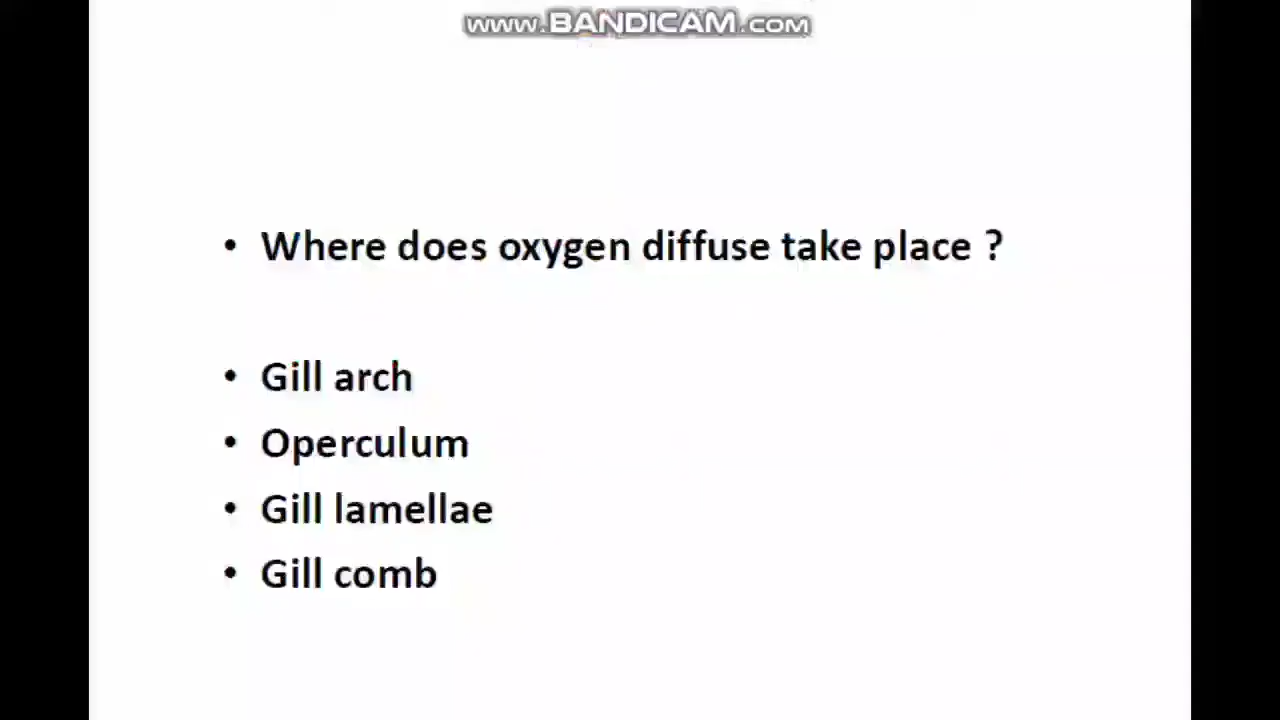 www.BANDICAM.com
• Where does oxygen diffuse take place ?
• Gill arch
• Operculum
• Gill lamellae
• Gill comb